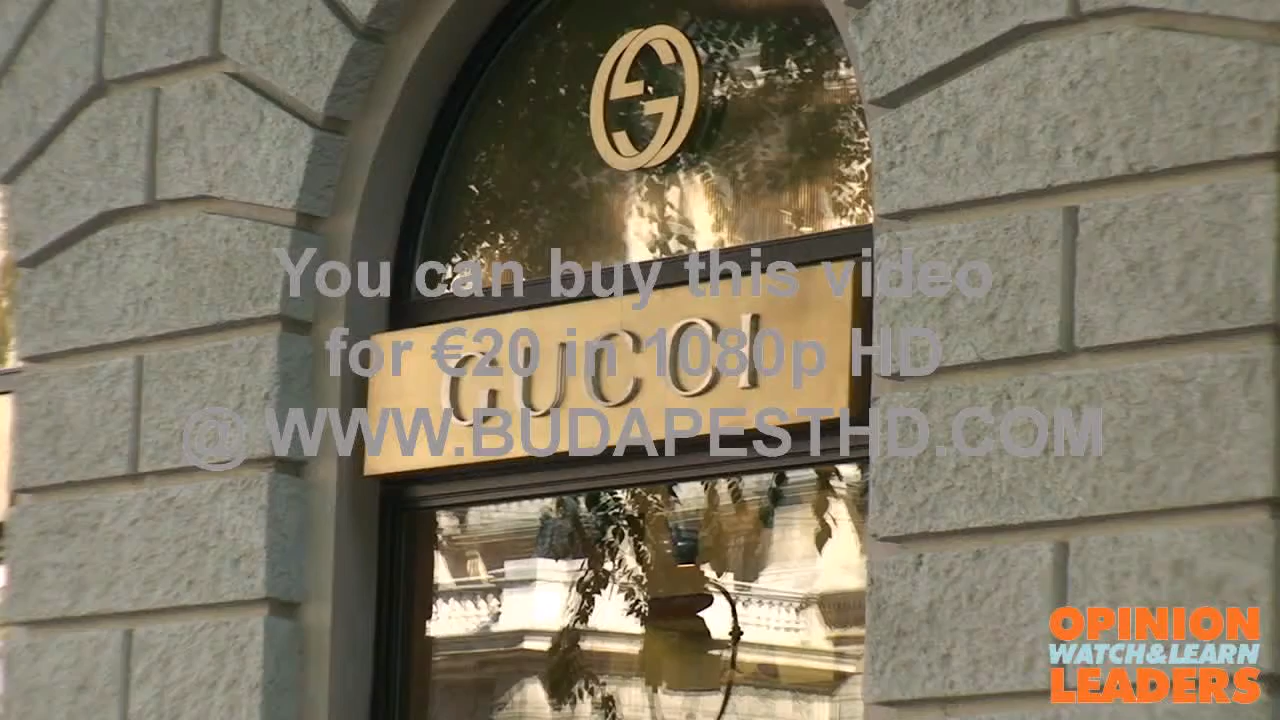 You can buy this video
for €20 in 1080p HD
GUCCI
@ WWW.BUDAPESTHD.COM
OPINION
WATCH&LEARN
LEADERS